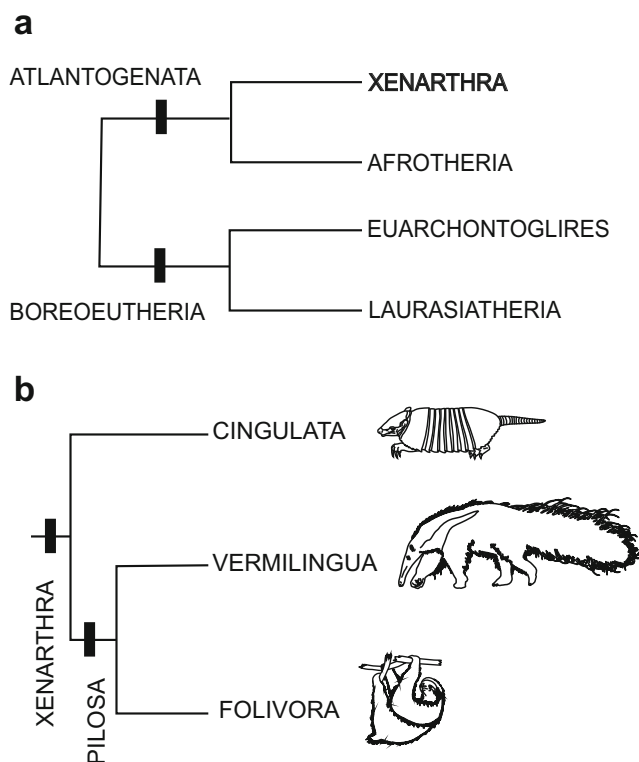 a
ATLANTOGENATA
XENARTHRA
AFROTHERIA
EUARCHONTOGLIRES
BOREOEUTHERIA
LAURASIATHERIA
b
CINGULATA
VERMILINGUA
XENARTHRA
PILOSA
FOLIVORA